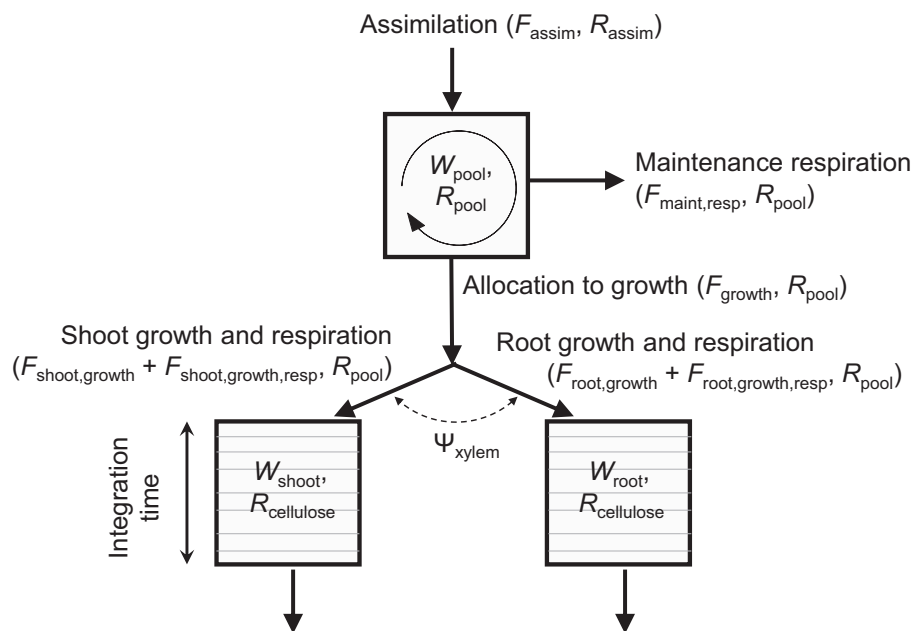 Assimilation (F_assim, R_assim)
W_pool,
R_pool
Maintenance respiration
(F_maint,resp, R_pool)
Allocation to growth (F_growth, R_pool)
Shoot growth and respiration
(F_shoot,growth + F_shoot,growth,resp, R_pool)
Root growth and respiration
(F_root,growth + F_root,growth,resp, R_pool)
Ψ_xylem
Integration
time
W_shoot,
R_cellulose
W_root,
R_cellulose